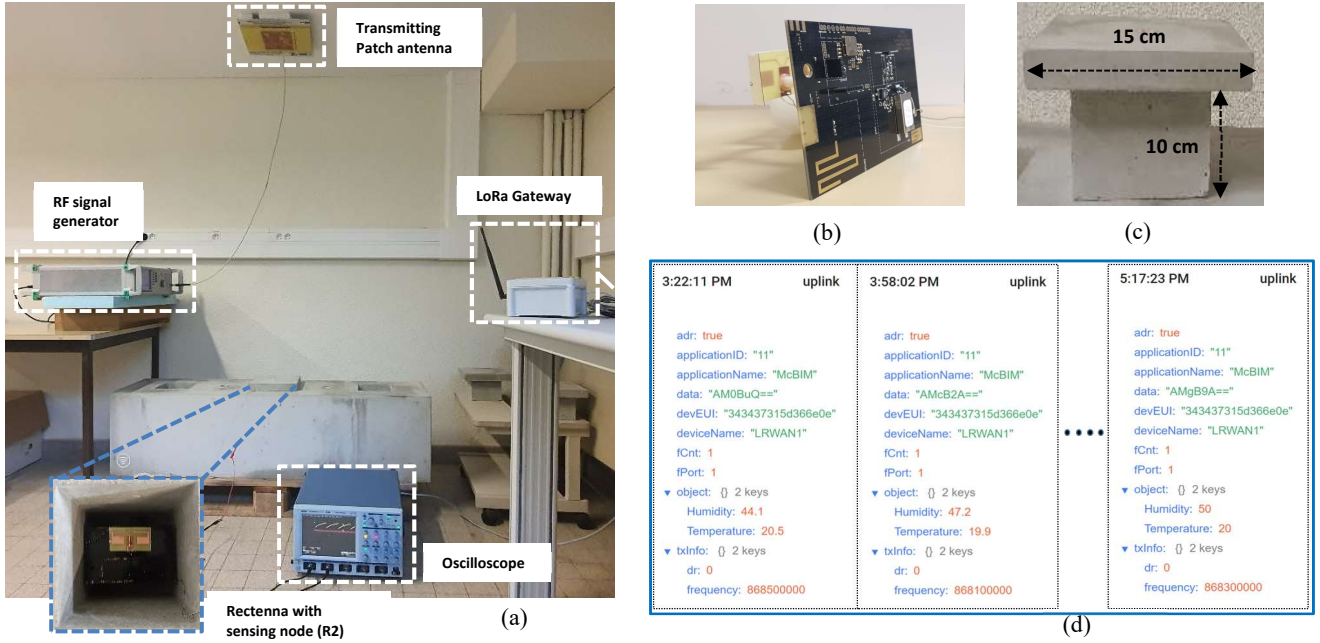 Transmitting
Patch antenna
RF signal
generator
LoRa Gateway
Oscilloscope
Rectenna with
sensing node (R2)
(a)
(b)
15 cm
10 cm
(c)
3:22:11 PM uplink
adr: true
applicationID: "11"
applicationName: "McBIM"
data: "AM0BuQ=="
devEUI: "343437315d366e0e"
deviceName: "LRWAN1"
fCnt: 1
fPort: 1
object: {} 2 keys
Humidity: 44.1
Temperature: 20.5
txInfo: {} 2 keys
dr: 0
frequency: 868500000
3:58:02 PM uplink
adr: true
applicationID: "11"
applicationName: "McBIM"
data: "AMcB2A=="
devEUI: "343437315d366e0e"
deviceName: "LRWAN1"
fCnt: 1
fPort: 1
object: {} 2 keys
Humidity: 47.2
Temperature: 19.9
txInfo: {} 2 keys
dr: 0
frequency: 868100000
5:17:23 PM uplink
adr: true
applicationID: "11"
applicationName: "McBIM"
data: "AMgB9A=="
devEUI: "343437315d366e0e"
deviceName: "LRWAN1"
fCnt: 1
fPort: 1
object: {} 2 keys
Humidity: 50
Temperature: 20
txInfo: {} 2 keys
dr: 0
frequency: 868300000
(d)